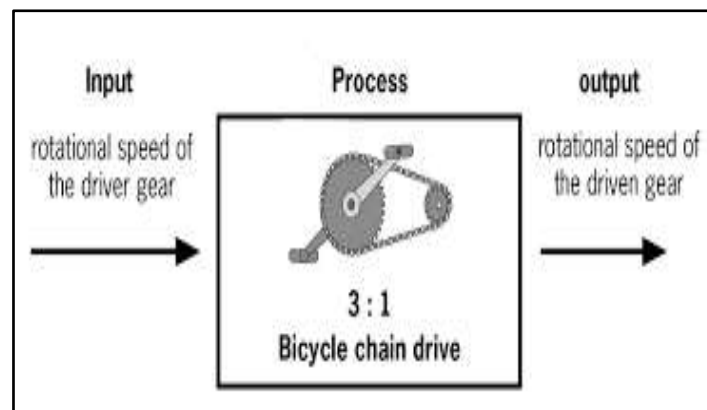 Input
Process
output
rotational speed of
the driver gear
rotational speed of
the driven gear
3 : 1
Bicycle chain drive